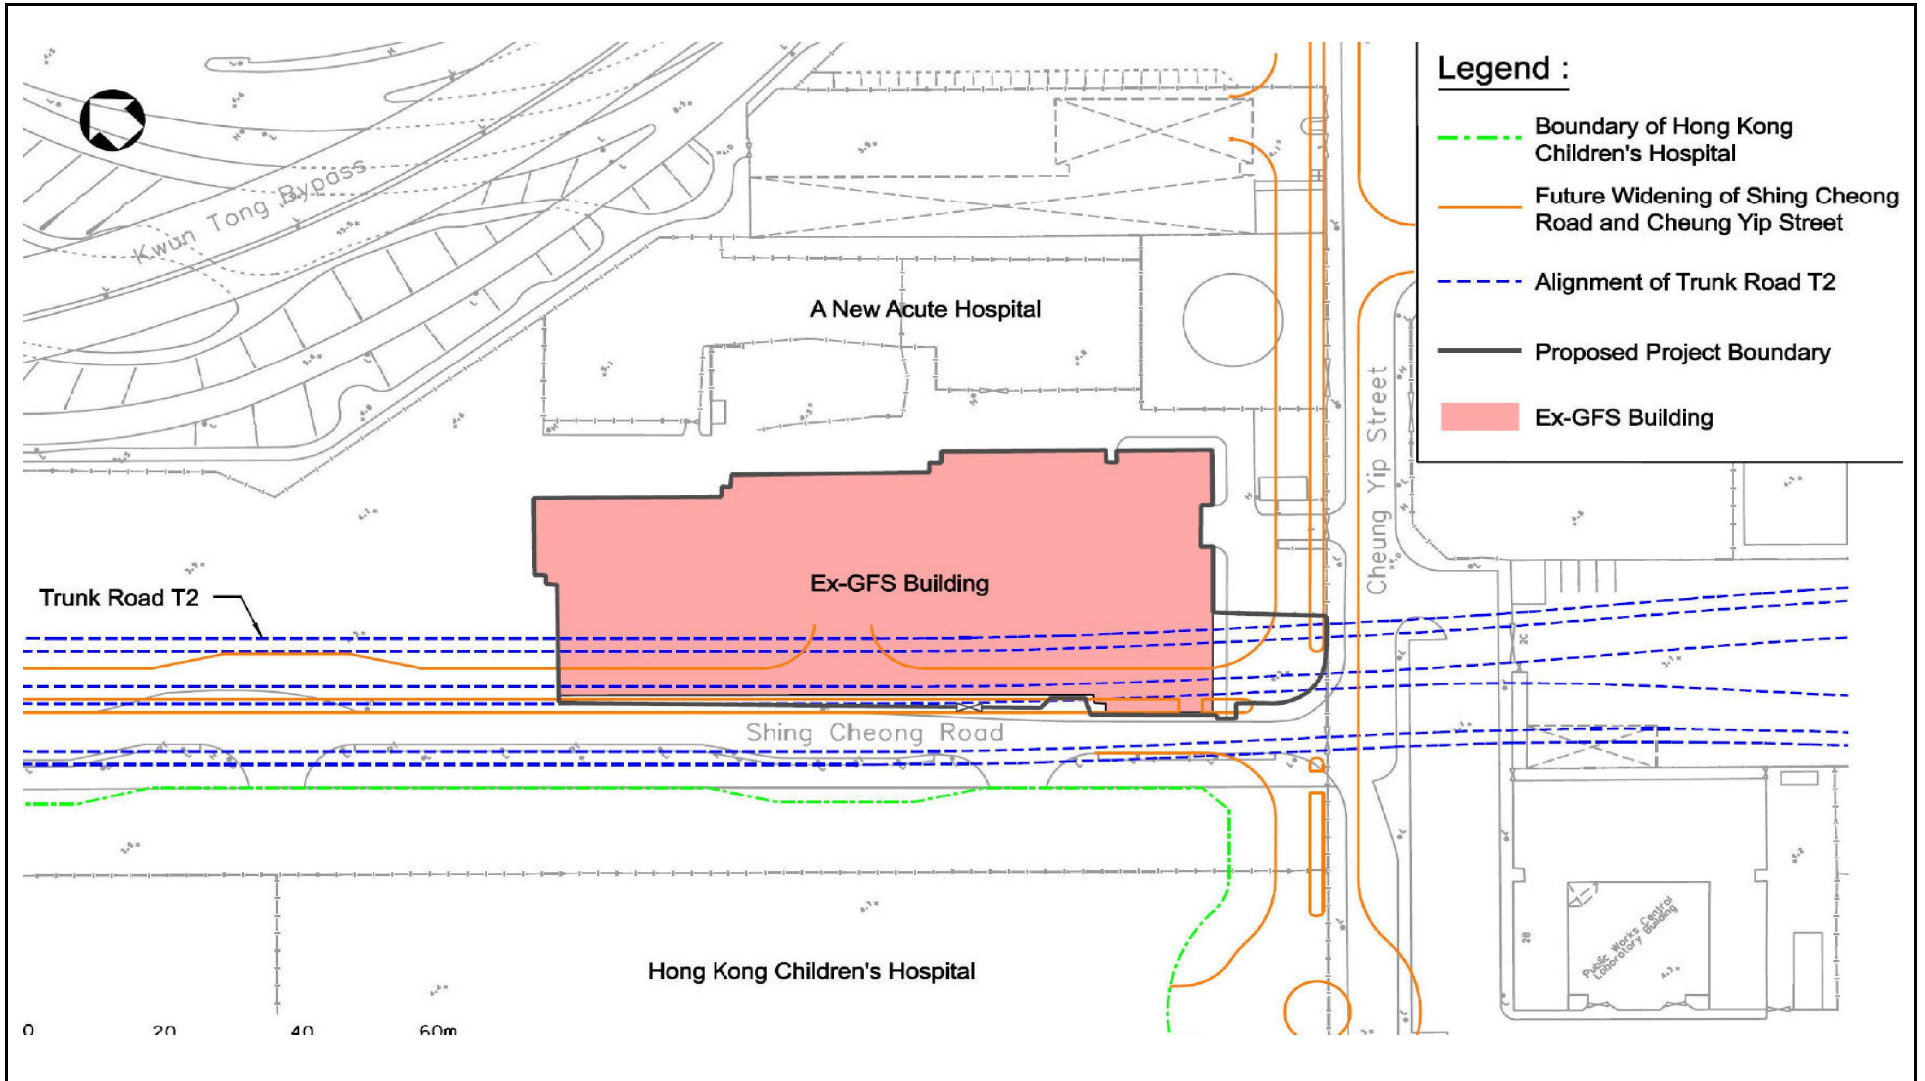 Legend :
Boundary of Hong Kong
Children's Hospital
Future Widening of Shing Cheong
Road and Cheung Yip Street
Alignment of Trunk Road T2
Proposed Project Boundary
Ex-GFS Building
Kwun Tong Bypass
A New Acute Hospital
Cheung Yip Street
Ex-GFS Building
Trunk Road T2
Shing Cheong Road
2C
2B
Public Works Central
Laboratory Building
Hong Kong Children's Hospital
0 20 40 60m